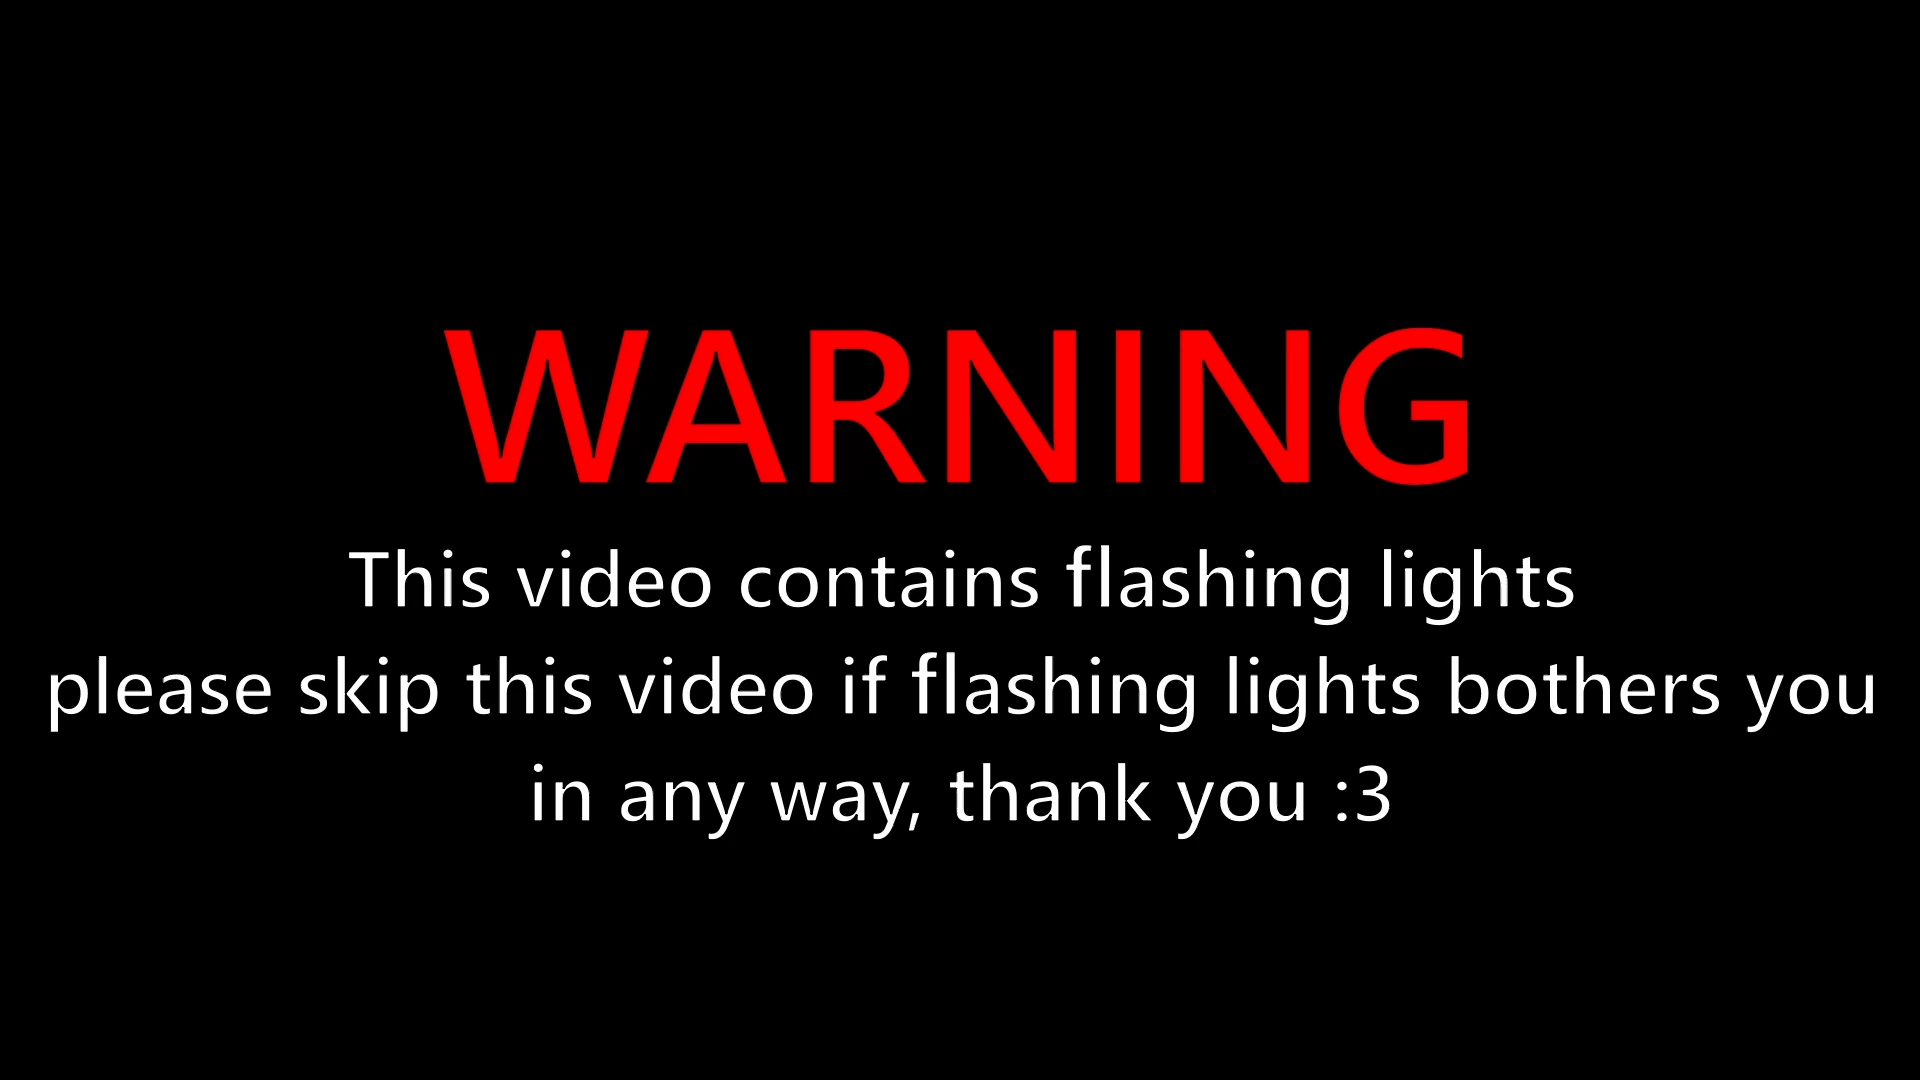 WARNING
This video contains flashing lights
please skip this video if flashing lights bothers you
in any way, thank you :3